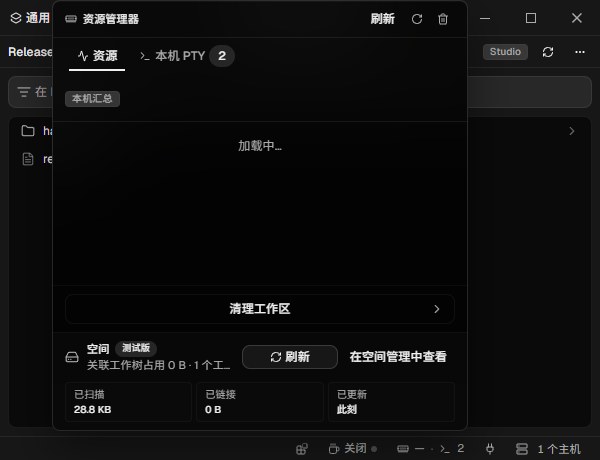 通用
资源管理器
刷新
Release
Studio
资源
本机 PTY
2
在
本机汇总
ha
re
加载中...
清理工作区
空间
测试版
关联工作树占用 0 B · 1 个工...
刷新
在空间管理中查看
已扫描
28.8 KB
已链接
0 B
已更新
此刻
关闭
— ·
2
1 个主机